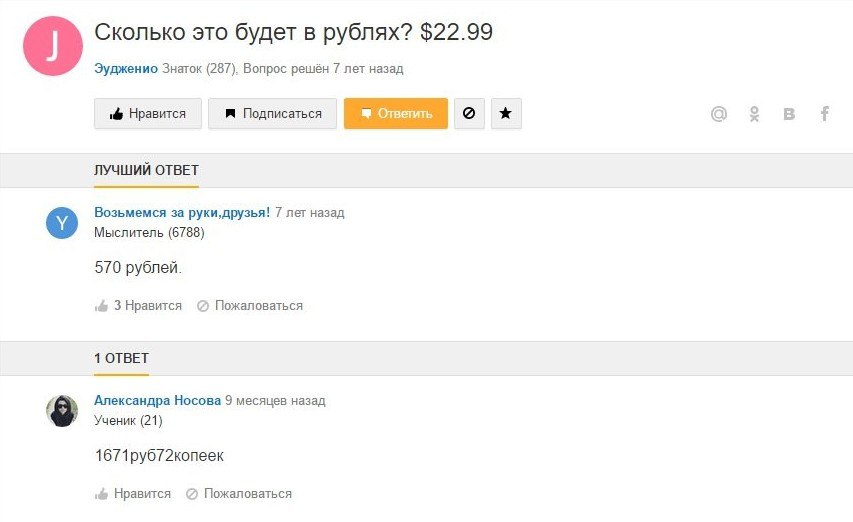 J
Сколько это будет в рублях? $22.99
Эудженио Знаток (287), Вопрос решён 7 лет назад
Нравится Подписаться Ответить
ЛУЧШИЙ ОТВЕТ
Y
Возьмемся за руки,друзья! 7 лет назад
Мыслитель (6788)
570 рублей.
3 Нравится Пожаловаться
1 ОТВЕТ
Александра Носова 9 месяцев назад
Ученик (21)
1671руб72копеек
Нравится Пожаловаться